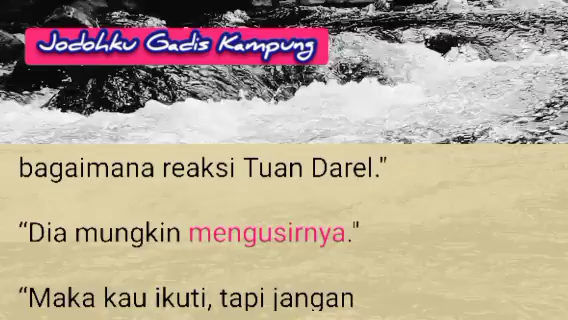 Jodohku Gadis Kampung
bagaimana reaksi Tuan Darel."
“Dia mungkin mengusirnya."
“Maka kau ikuti, tapi jangan